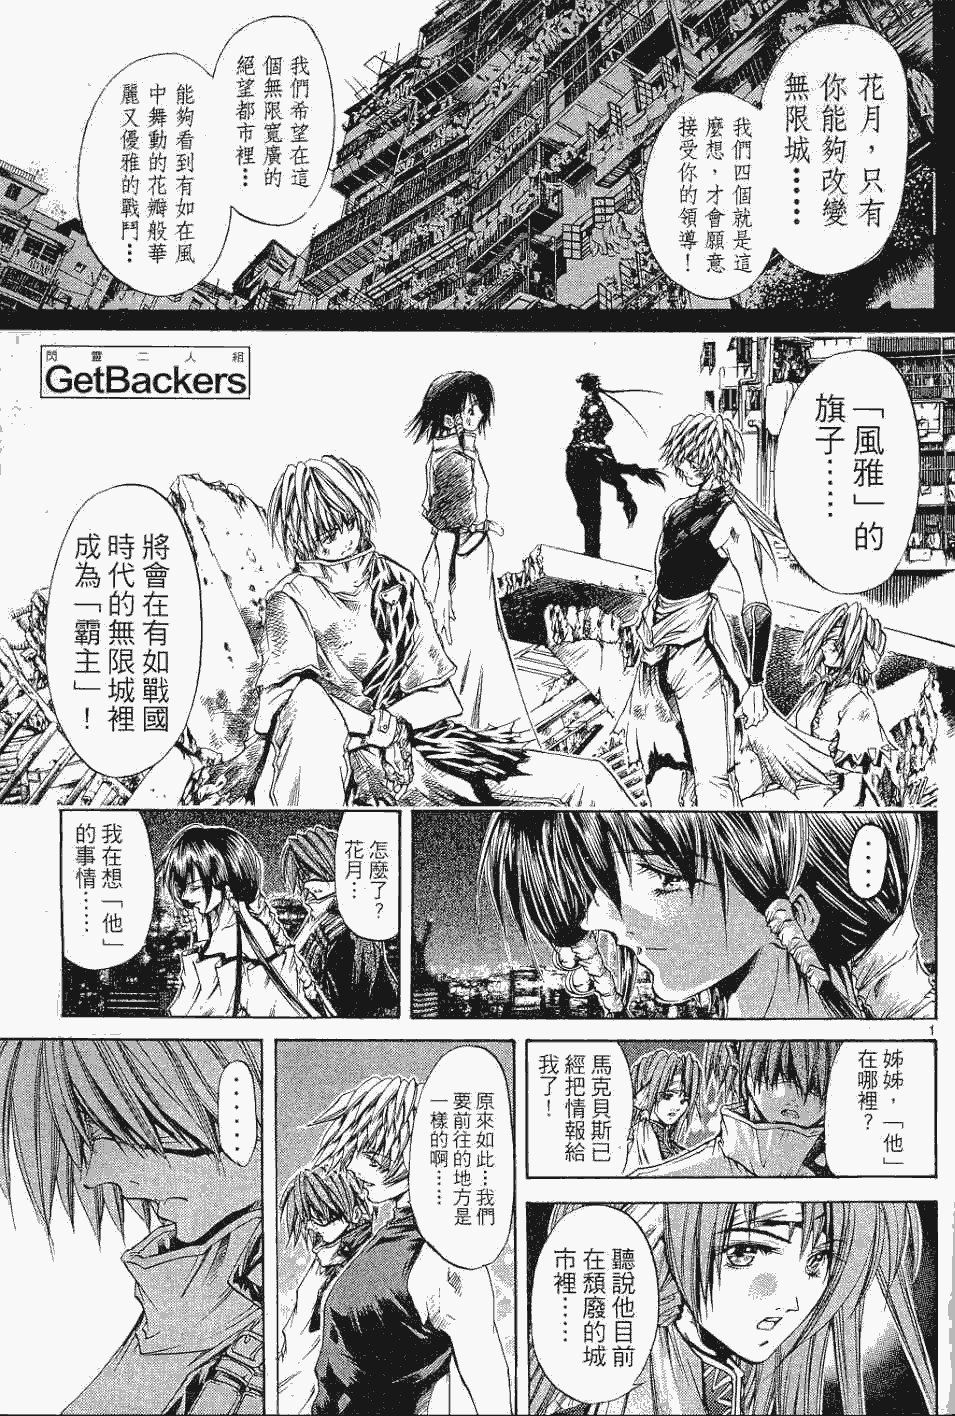 花月，只有
你能夠改變
無限城……
我們四個就是這
麼想，才會願意
接受你的領導！
我們希望在這
個無限寬廣的
絕望都市裡…
能夠看到有如在風
中舞動的花瓣般華
麗又優雅的戰鬥…
閃靈二人組
GetBackers
「風雅」的
旗子……
將會在有如戰國
時代的無限城裡
成為「霸主」！
…
怎麼了？
花月…
我在想「他」
的事情……
1
姊姊，「他」
在哪裡？
馬克貝斯已
經把情報給
我了！
聽說他目前
在頹廢的城
市裡……
原來如此…我們
要前往的地方是
一樣的啊……
……